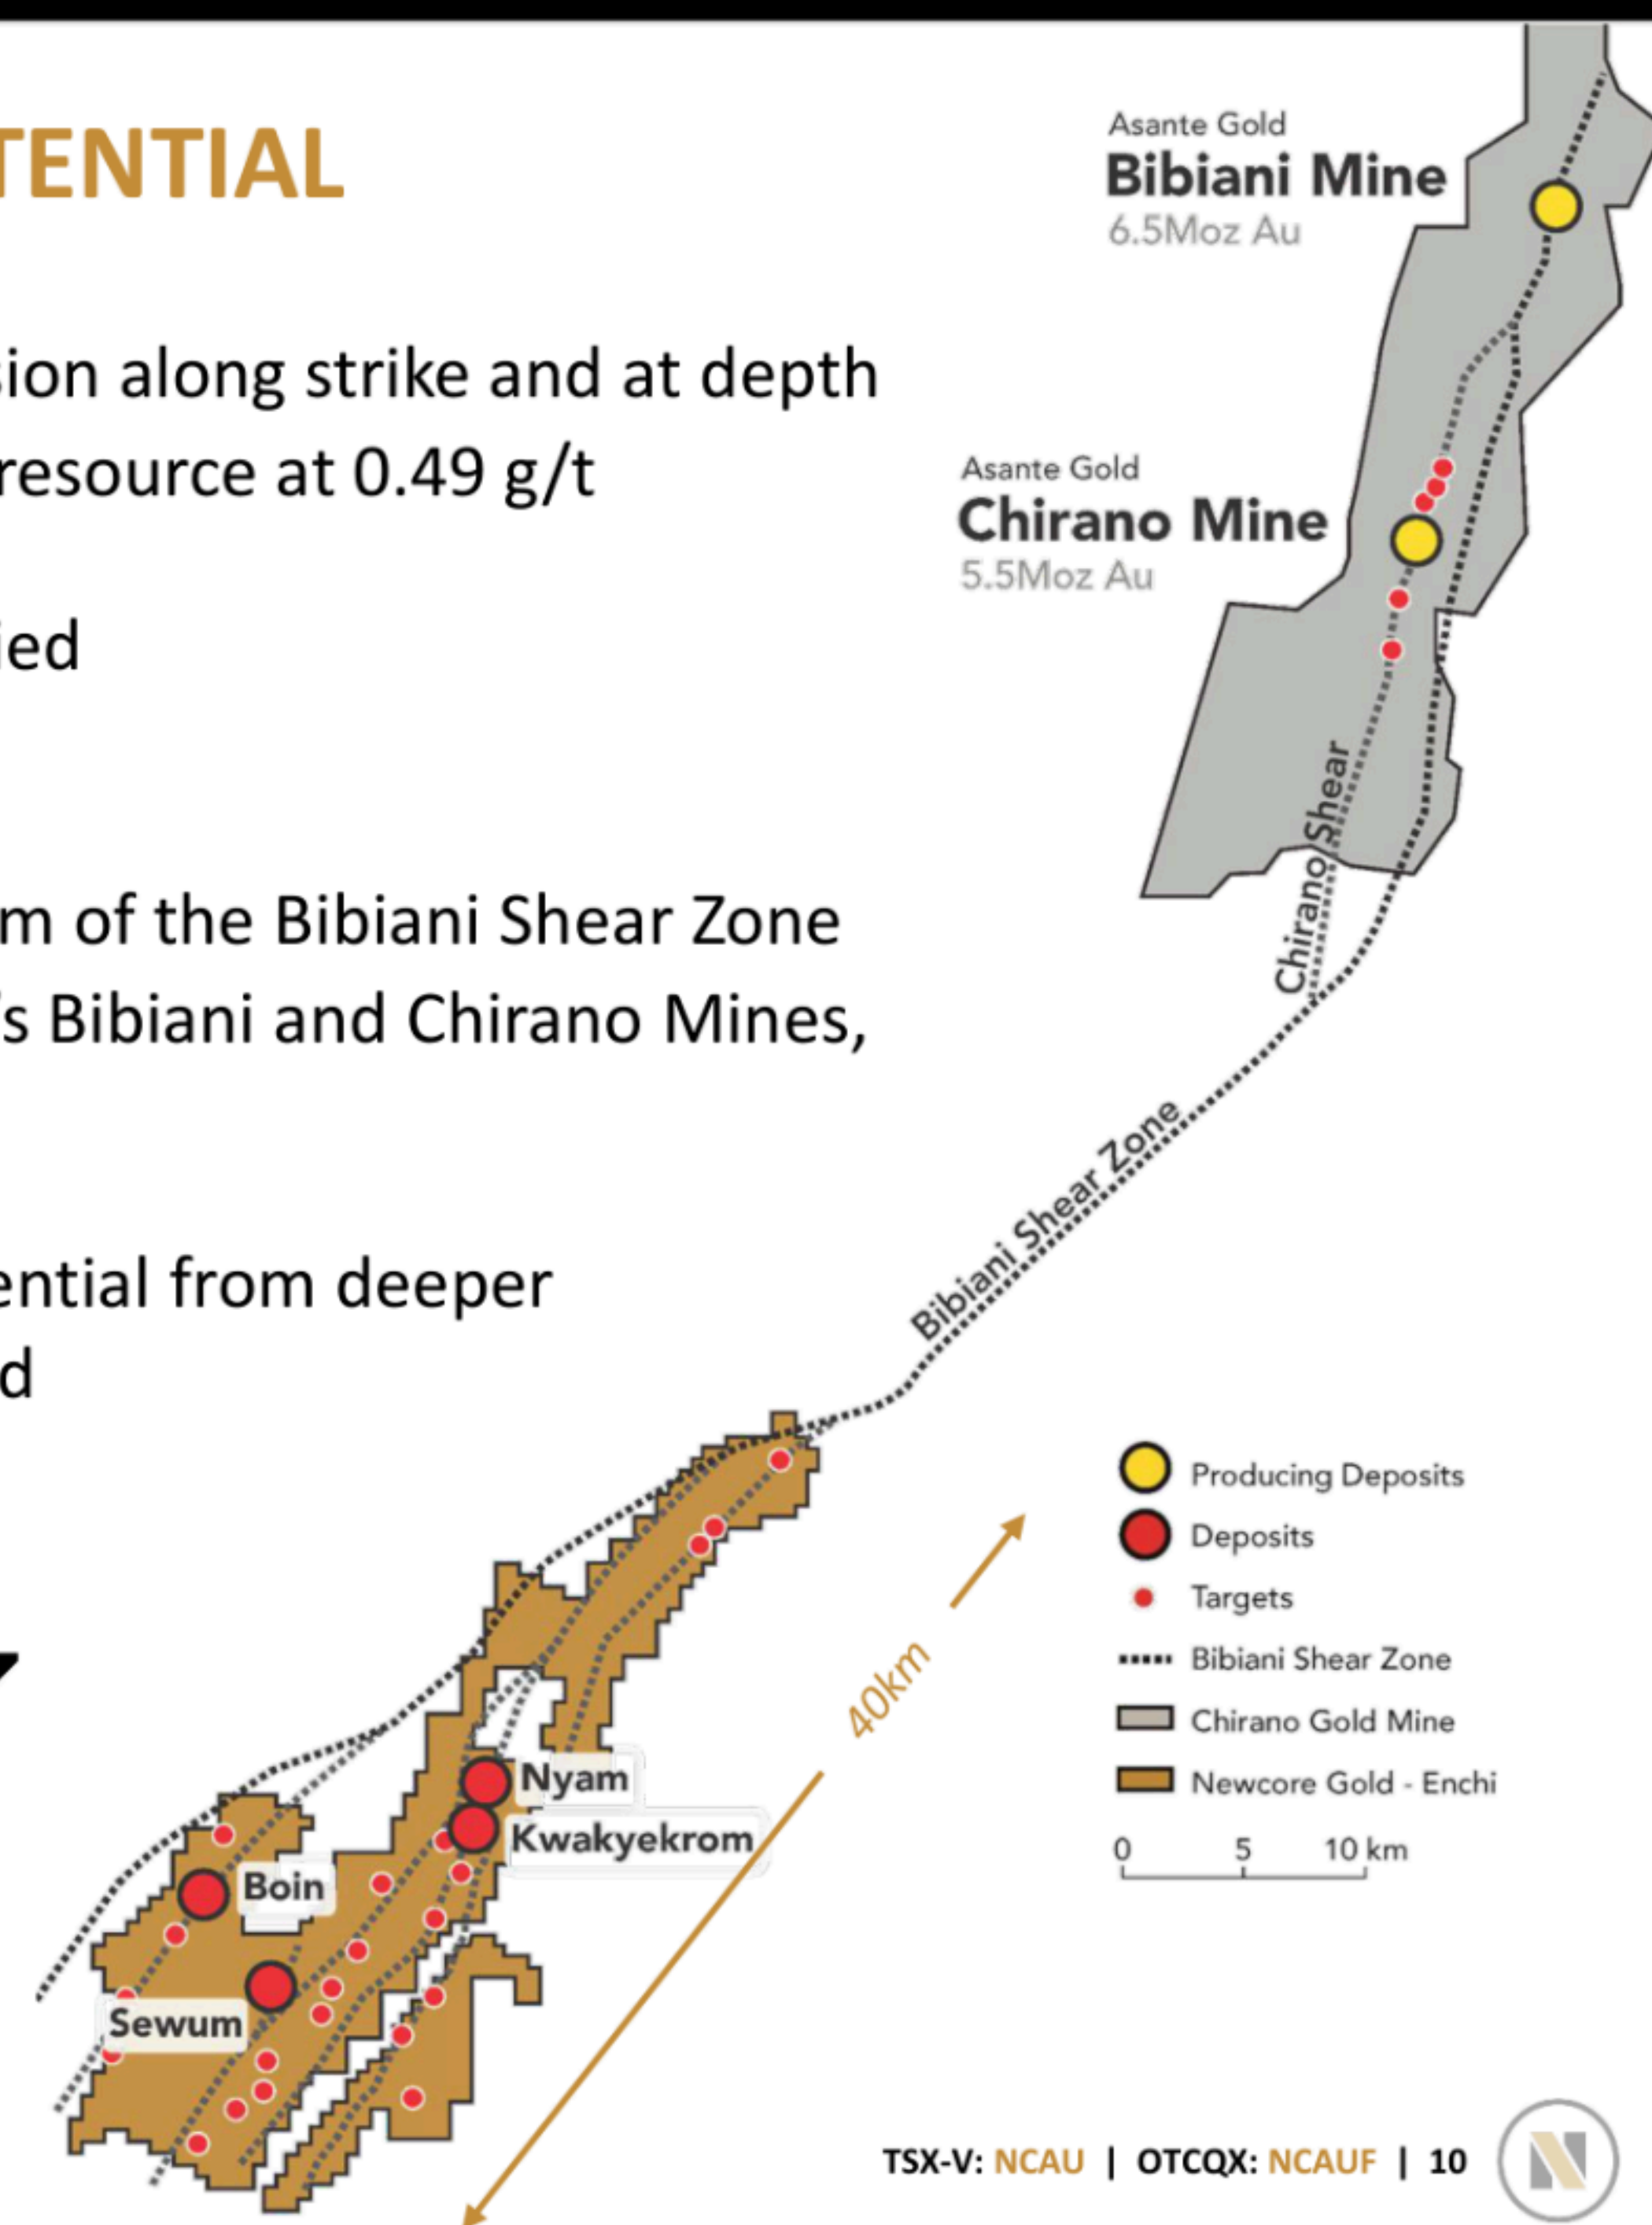 TENTIAL
sion along strike and at depth
resource at 0.49 g/t
ied
m of the Bibiani Shear Zone
's Bibiani and Chirano Mines,
ential from deeper
d
Asante Gold
Bibiani Mine
6.5Moz Au
Asante Gold
Chirano Mine
5.5Moz Au
Chirano Shear
Bibiani Shear Zone
Nyam
Kwakyekrom
Boin
Sewum
40km
Producing Deposits
Deposits
Targets
Bibiani Shear Zone
Chirano Gold Mine
Newcore Gold - Enchi
0 5 10 km
TSX-V: NCAU | OTCQX: NCAUF | 10
N